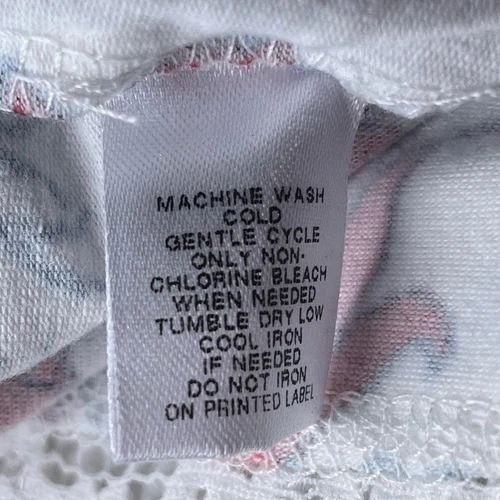 MACHINE WASH
COLD
GENTLE CYCLE
ONLY NON-
CHLORINE BLEACH
WHEN NEEDED
TUMBLE DRY LOW
COOL IRON
IF NEEDED
DO NOT IRON
ON PRINTED LABEL